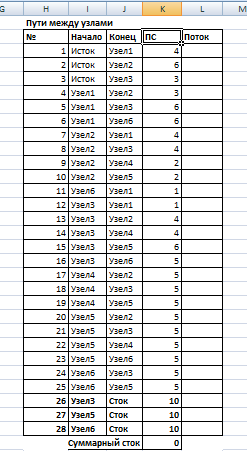 G H I J K L M
Пути между узлами
№ Начало Конец ПС Поток
1 Исток Узел1 4
2 Исток Узел2 6
3 Исток Узел3 3
4 Узел1 Узел2 3
5 Узел1 Узел3 6
6 Узел1 Узел6 6
7 Узел2 Узел1 4
8 Узел2 Узел3 4
9 Узел2 Узел4 2
10 Узел2 Узел5 2
11 Узел6 Узел1 1
12 Узел3 Узел1 1
13 Узел3 Узел2 4
14 Узел3 Узел4 4
15 Узел3 Узел5 6
16 Узел3 Узел6 5
17 Узел4 Узел2 5
18 Узел4 Узел3 5
19 Узел4 Узел5 5
20 Узел5 Узел2 5
21 Узел5 Узел3 5
22 Узел5 Узел4 5
23 Узел5 Узел6 5
24 Узел6 Узел3 5
25 Узел6 Узел5 5
26 Узел3 Сток 10
27 Узел5 Сток 10
28 Узел6 Сток 10
Суммарный сток 0